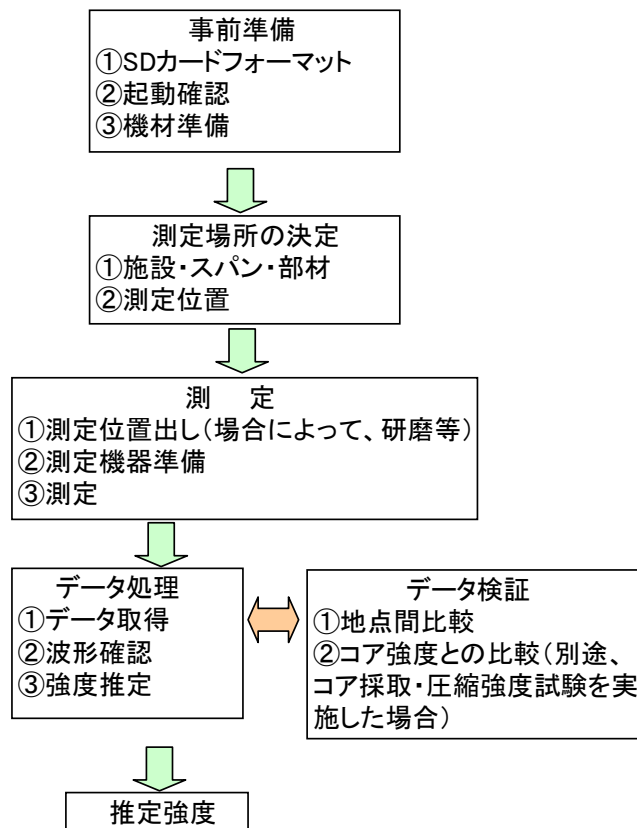 事前準備
①SDカードフォーマット
②起動確認
③機材準備
測定場所の決定
①施設・スパン・部材
②測定位置
測　定
①測定位置出し（場合によって、研磨等）
②測定機器準備
③測定
データ処理
①データ取得
②波形確認
③強度推定
データ検証
①地点間比較
②コア強度との比較（別途、
コア採取・圧縮強度試験を実
施した場合）
推定強度